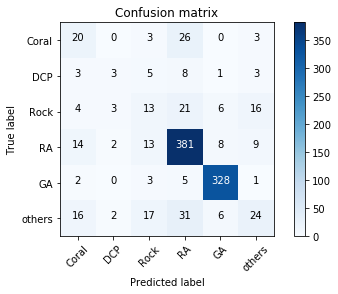 Confusion matrix
Coral 20 0 3 26 0 3
DCP 3 3 5 8 1 3
Rock 4 3 13 21 6 16
RA 14 2 13 381 8 9
GA 2 0 3 5 328 1
others 16 2 17 31 6 24
Coral DCP Rock RA GA others
Predicted label
True label
350
300
250
200
150
100
50
0